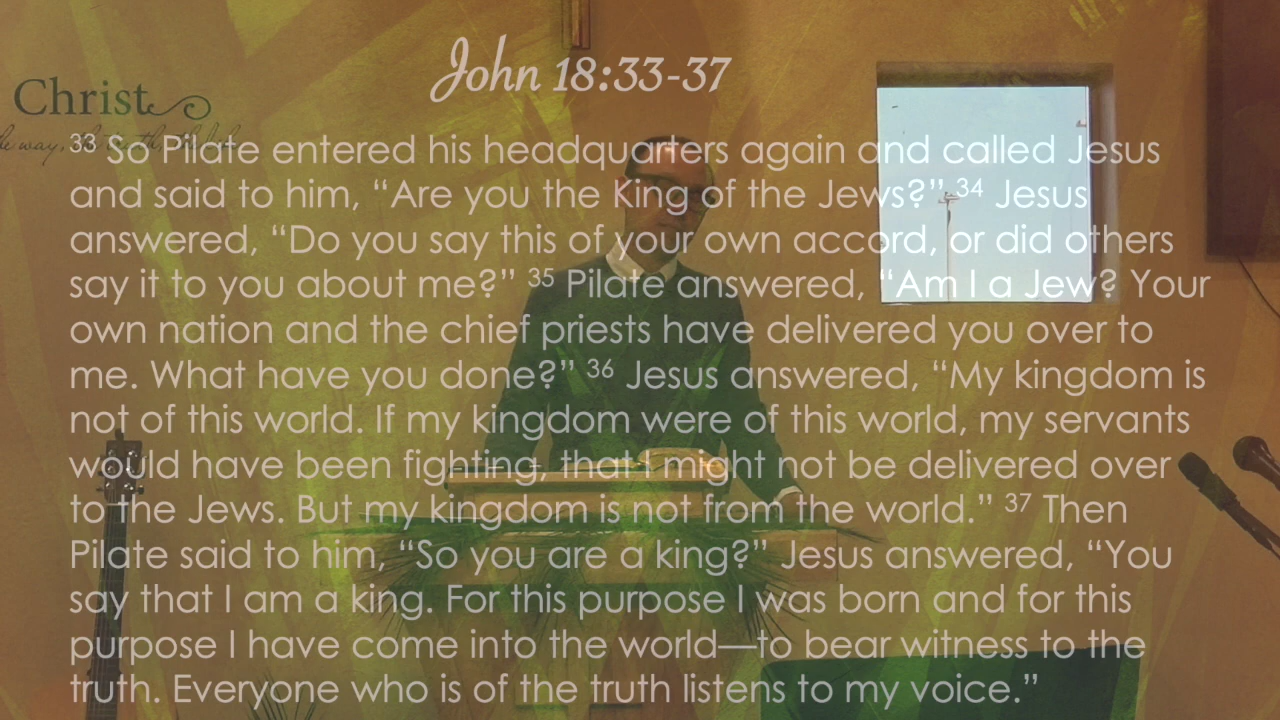 John 18:33-37
Christ
33 So Pilate entered his headquarters again and called Jesus
and said to him, “Are you the King of the Jews?” 34 Jesus
answered, “Do you say this of your own accord, or did others
say it to you about me?” 35 Pilate answered, “Am I a Jew? Your
own nation and the chief priests have delivered you over to
me. What have you done?” 36 Jesus answered, “My kingdom is
not of this world. If my kingdom were of this world, my servants
would have been fighting, that I might not be delivered over
to the Jews. But my kingdom is not from the world.” 37 Then
Pilate said to him, “So you are a king?” Jesus answered, “You
say that I am a king. For this purpose I was born and for this
purpose I have come into the world—to bear witness to the
truth. Everyone who is of the truth listens to my voice.”